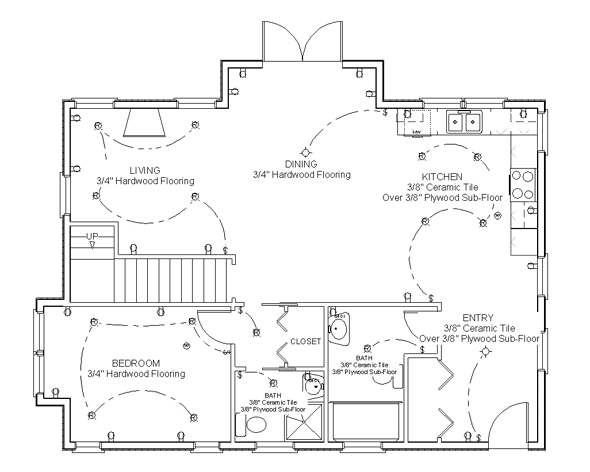 LIVING
3/4" Hardwood Flooring
DINING
3/4" Hardwood Flooring
KITCHEN
3/8" Ceramic Tile
Over 3/8" Plywood Sub-Floor
UP
ENTRY
3/8" Ceramic Tile
Over 3/8" Plywood Sub-Floor
CLOSET
BATH
3/8" Ceramic Tile
3/8" Plywood Sub-Floor
BEDROOM
3/4" Hardwood Flooring
BATH
3/8" Ceramic Tile
3/8" Plywood Sub-Floor